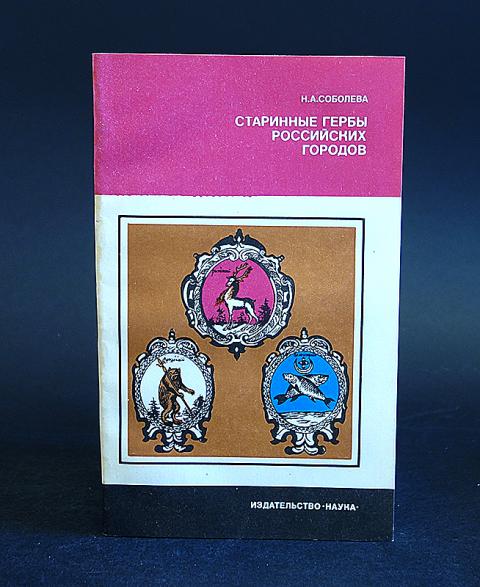 Н.А.СОБОЛЕВА
СТАРИННЫЕ ГЕРБЫ
РОССИЙСКИХ
ГОРОДОВ
ИЗДАТЕЛЬСТВО·НАУКА·